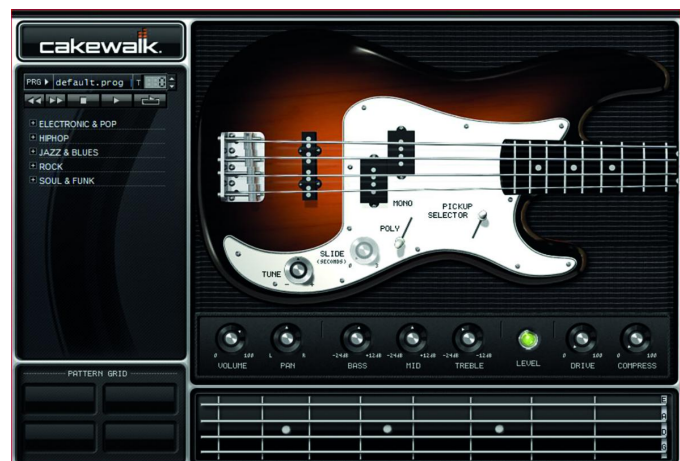 cakewalk.
PRG default.prog T
ELECTRONIC & POP
HIPHOP
JAZZ & BLUES
ROCK
SOUL & FUNK
PATTERN GRID
MONO
POLY
PICKUP
SELECTOR
SLIDE
(SECONDS)
TUNE
- +
0 100 L R -24dB +12dB -24dB +12dB -24dB +12dB 0 100 0 100
VOLUME PAN BASS MID TREBLE LEVEL DRIVE COMPRESS
E
A
D
G